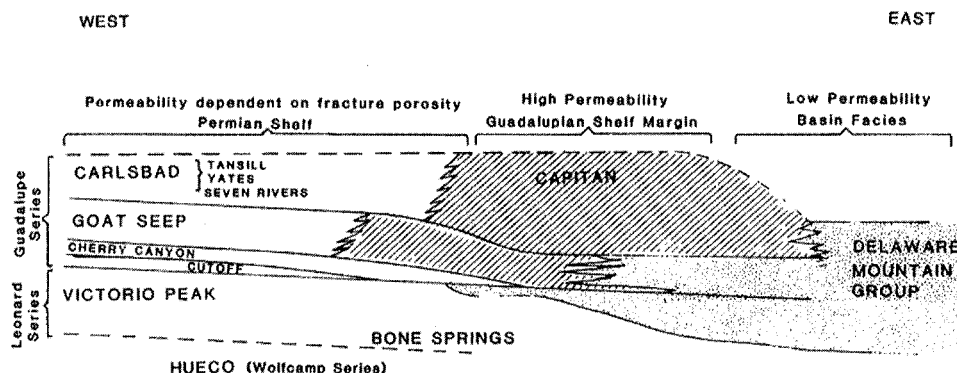 WEST
EAST
Permeability dependent on fracture porosity
Permian Shelf
High Permeability
Guadalupian Shelf Margin
Low Permeability
Basin Facies
Guadalupe
Series
CARLSBAD
TANSILL
YATES
SEVEN RIVERS
CAPITAN
GOAT SEEP
CHERRY CANYON
CUTOFF
DELAWARE
MOUNTAIN
GROUP
Leonard
Series
VICTORIO PEAK
BONE SPRINGS
HUECO (Wolfcamp Series)